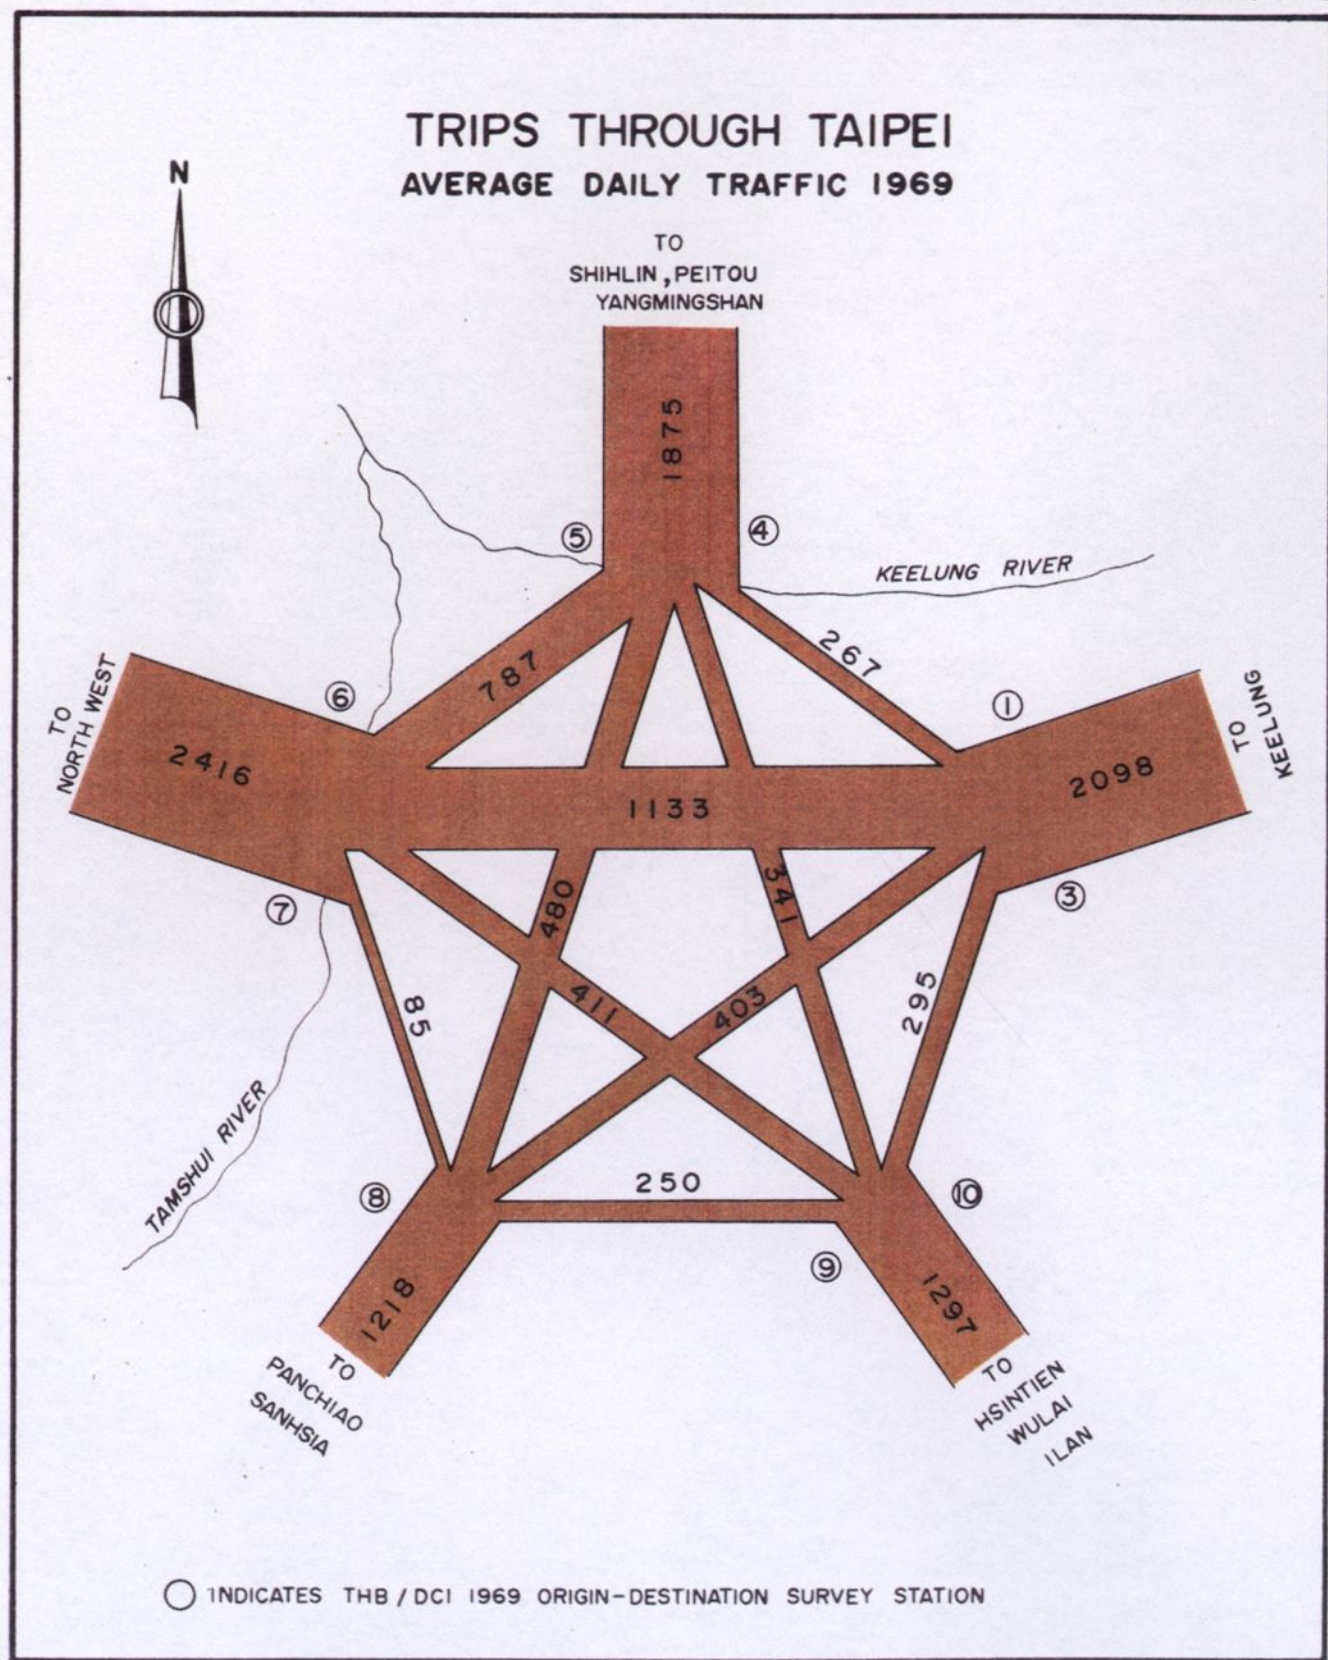 TRIPS THROUGH TAIPEI
AVERAGE DAILY TRAFFIC 1969
N
TO
SHIHLIN, PEITOU
YANGMINGSHAN
1875
5
4
KEELUNG RIVER
267
787
6
1
TO
NORTH WEST
2416
1133
2098
TO
KEELUNG
7
3
480
341
85
411
403
295
TAMSHUI RIVER
8
250
10
9
1218
1297
TO
PANCHIAO
SANHSIA
TO
HSINTIEN
WULAI
ILAN
INDICATES THB / DCI 1969 ORIGIN-DESTINATION SURVEY STATION